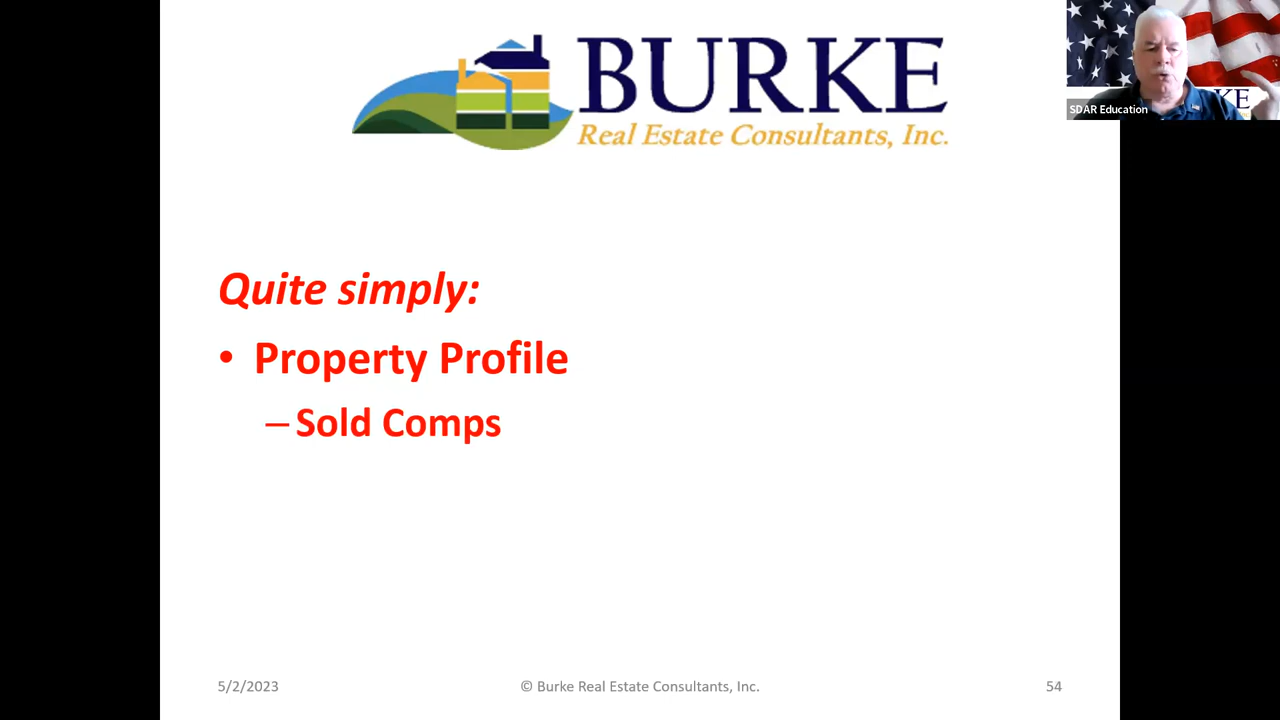 BURKE
Real Estate Consultants, Inc.
KE
SDAR Education
Quite simply:
• Property Profile
– Sold Comps
5/2/2023
© Burke Real Estate Consultants, Inc.
54